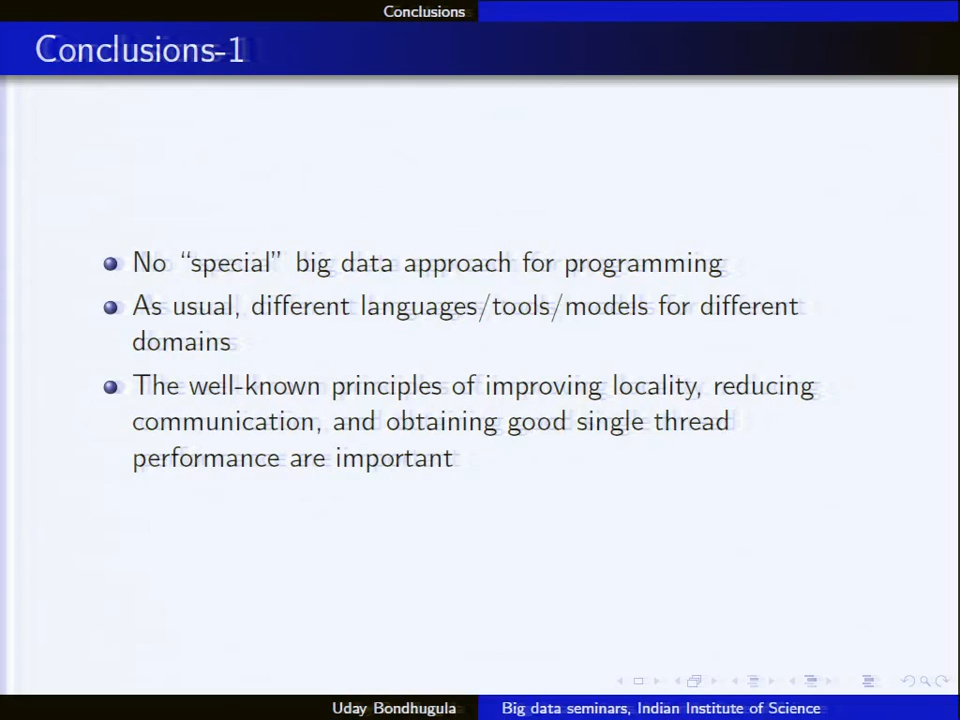 Conclusions
Conclusions-1
No “special” big data approach for programming
As usual, different languages/tools/models for different
domains
The well-known principles of improving locality, reducing
communication, and obtaining good single thread
performance are important
Uday Bondhugula
Big data seminars, Indian Institute of Science